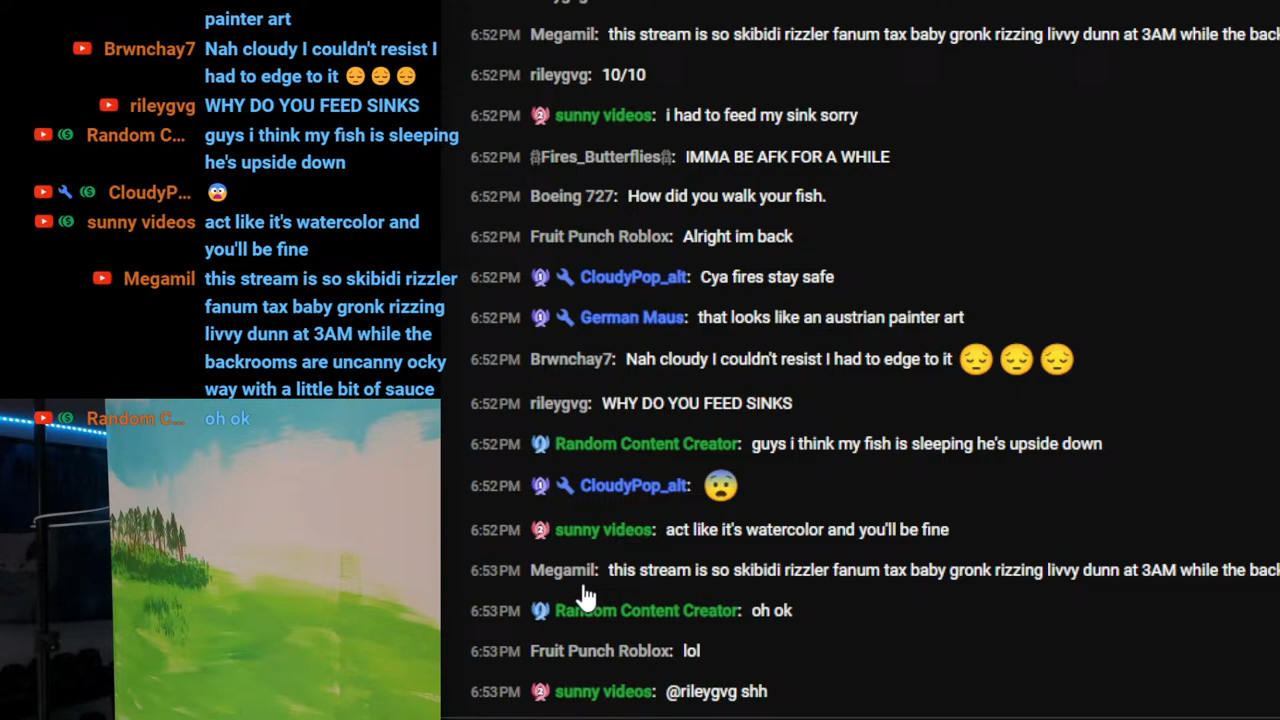 painter art
Brwnchay7 Nah cloudy I couldn't resist I
had to edge to it 😔 😔 😔
rileygvg WHY DO YOU FEED SINKS
Random C... guys i think my fish is sleeping
he's upside down
CloudyP... 😨
sunny videos act like it's watercolor and
you'll be fine
Megamil this stream is so skibidi rizzler
fanum tax baby gronk rizzing
livvy dunn at 3AM while the
backrooms are uncanny ocky
way with a little bit of sauce
Random C... oh ok
6:52PM Megamil: this stream is so skibidi rizzler fanum tax baby gronk rizzing livvy dunn at 3AM while the back
6:52PM rileygvg: 10/10
6:52PM sunny videos: i had to feed my sink sorry
6:52PM Fires_Butterflies: IMMA BE AFK FOR A WHILE
6:52PM Boeing 727: How did you walk your fish.
6:52PM Fruit Punch Roblox: Alright im back
6:52PM CloudyPop_alt: Cya fires stay safe
6:52PM German Maus: that looks like an austrian painter art
6:52PM Brwnchay7: Nah cloudy I couldn't resist I had to edge to it 😔 😔 😔
6:52PM rileygvg: WHY DO YOU FEED SINKS
6:52PM Random Content Creator: guys i think my fish is sleeping he's upside down
6:52PM CloudyPop_alt: 😨
6:52PM sunny videos: act like it's watercolor and you'll be fine
6:53PM Megamil: this stream is so skibidi rizzler fanum tax baby gronk rizzing livvy dunn at 3AM while the back
6:53PM Random Content Creator: oh ok
6:53PM Fruit Punch Roblox: lol
6:53PM sunny videos: @rileygvg shh